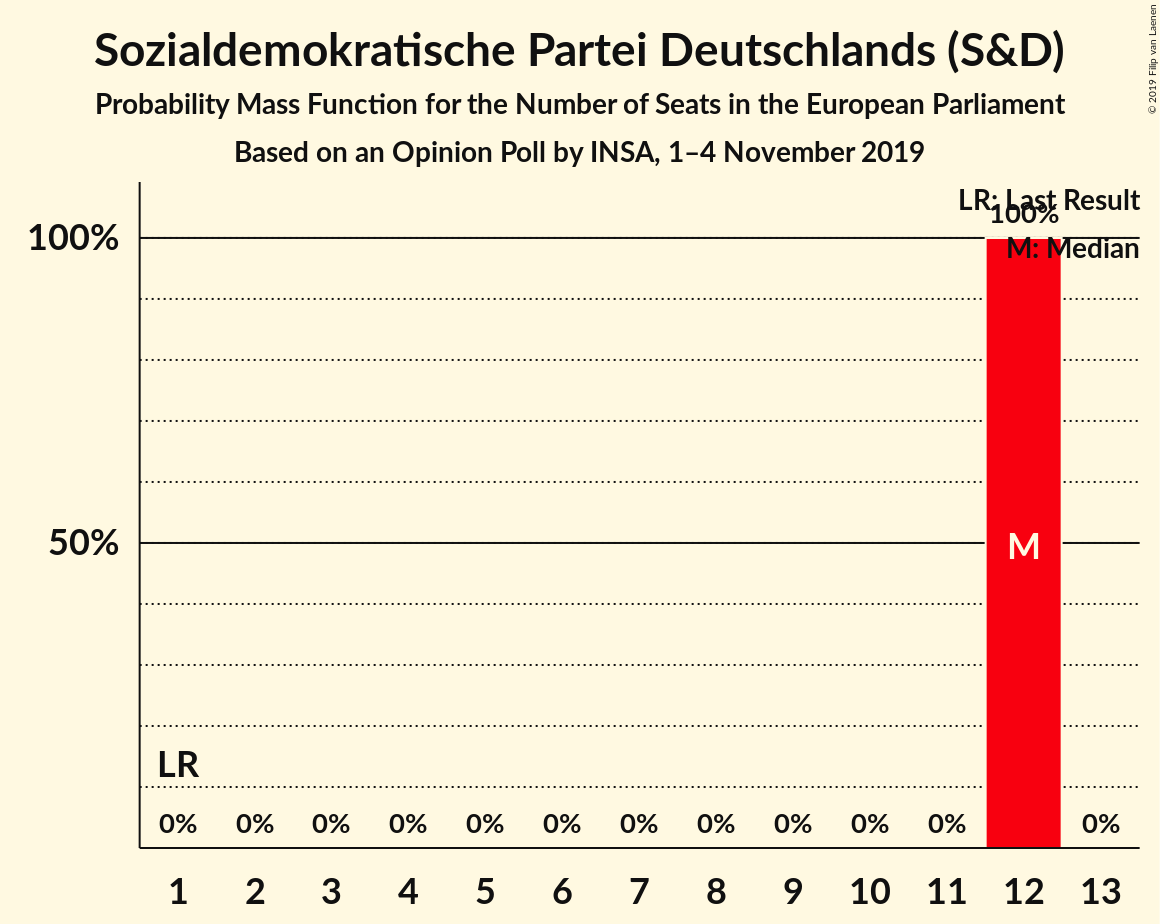 Sozialdemokratische Partei Deutschlands (S&D)
Probability Mass Function for the Number of Seats in the European Parliament
Based on an Opinion Poll by INSA, 1–4 November 2019
© 2019 Filip van Laenen
LR: Last Result
100%
M: Median
100%
50%
M
LR
0% 0% 0% 0% 0% 0% 0% 0% 0% 0% 0% 0%
1 2 3 4 5 6 7 8 9 10 11 12 13